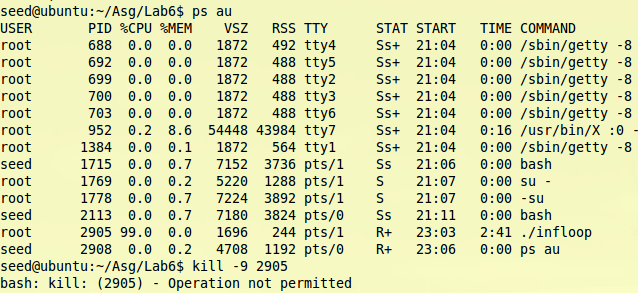 seed@ubuntu:~/Asg/Lab6$ ps au
USER       PID %CPU %MEM    VSZ   RSS TTY      STAT START   TIME COMMAND
root       688  0.0  0.0   1872   492 tty4     Ss+  21:04   0:00 /sbin/getty -8
root       692  0.0  0.0   1872   488 tty5     Ss+  21:04   0:00 /sbin/getty -8
root       699  0.0  0.0   1872   488 tty2     Ss+  21:04   0:00 /sbin/getty -8
root       700  0.0  0.0   1872   488 tty3     Ss+  21:04   0:00 /sbin/getty -8
root       703  0.0  0.0   1872   488 tty6     Ss+  21:04   0:00 /sbin/getty -8
root       952  0.2  8.6  54448 43984 tty7     Ss+  21:04   0:16 /usr/bin/X :0 -
root      1384  0.0  0.1   1872   564 tty1     Ss+  21:04   0:00 /sbin/getty -8
seed      1715  0.0  0.7   7152  3736 pts/1    Ss   21:06   0:00 bash
root      1769  0.0  0.2   5220  1288 pts/1    S    21:07   0:00 su -
root      1778  0.0  0.7   7224  3892 pts/1    S    21:07   0:00 -su
seed      2113  0.0  0.7   7180  3824 pts/0    Ss   21:11   0:00 bash
root      2905 99.0  0.0   1696   244 pts/1    R+   23:03   2:41 ./infloop
seed      2908  0.0  0.2   4708  1192 pts/0    R+   23:06   0:00 ps au
seed@ubuntu:~/Asg/Lab6$ kill -9 2905
bash: kill: (2905) - Operation not permitted